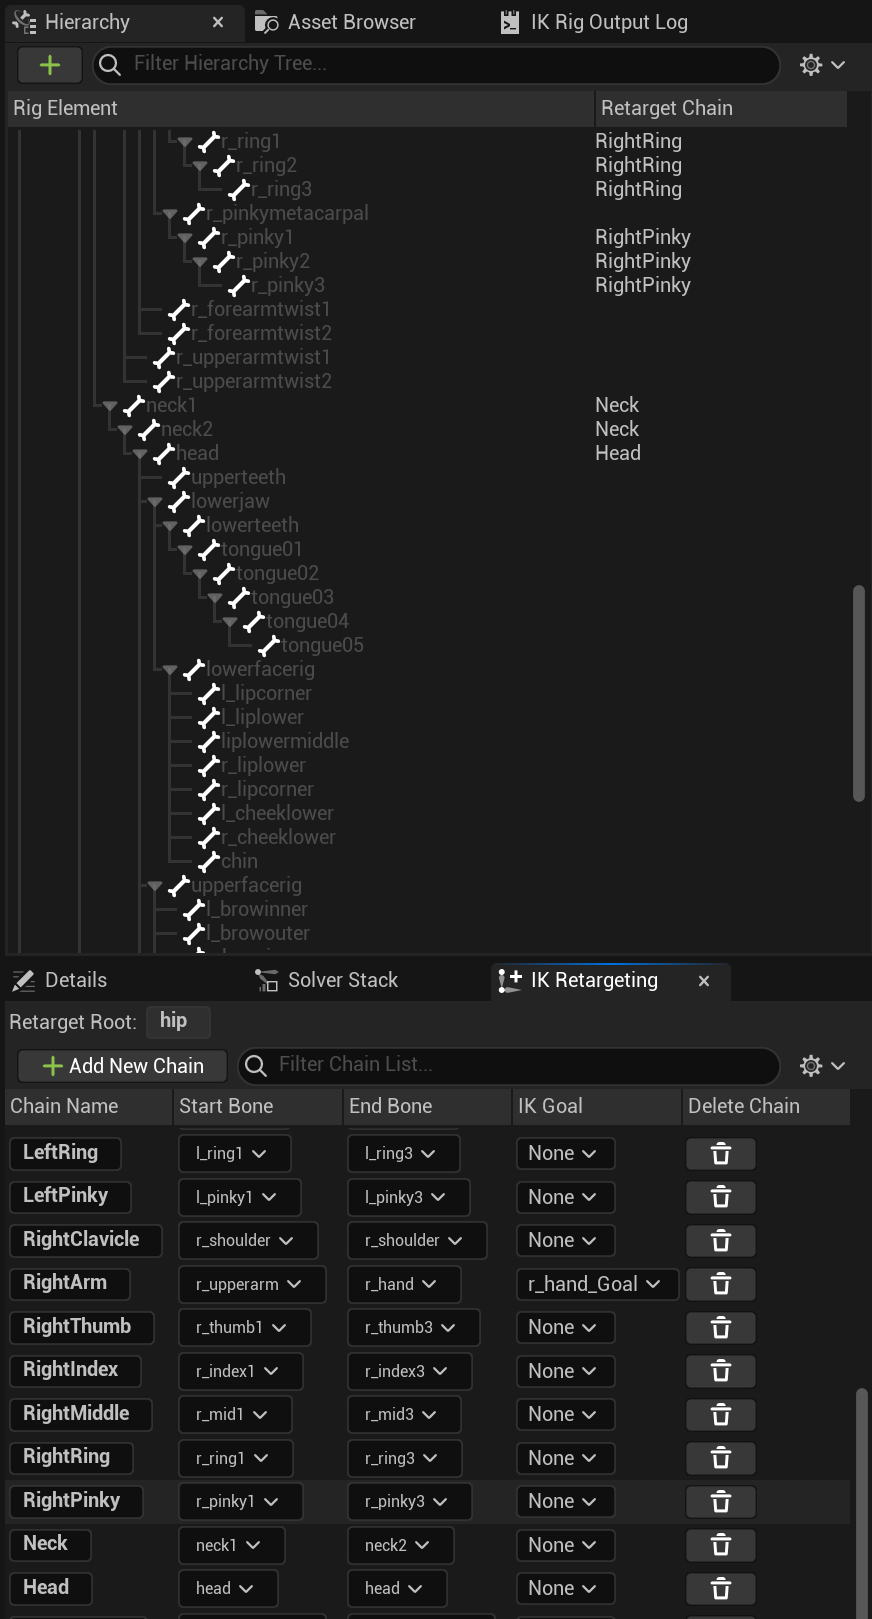 Hierarchy × Asset Browser IK Rig Output Log
Filter Hierarchy Tree...
Rig Element Retarget Chain
r_ring1 RightRing
r_ring2 RightRing
r_ring3 RightRing
r_pinkymetacarpal
r_pinky1 RightPinky
r_pinky2 RightPinky
r_pinky3 RightPinky
r_forearmtwist1
r_forearmtwist2
r_upperarmtwist1
r_upperarmtwist2
neck1 Neck
neck2 Neck
head Head
upperteeth
lowerjaw
lowerteeth
tongue01
tongue02
tongue03
tongue04
tongue05
lowerfacerig
l_lipcorner
l_liplower
liplowermiddle
r_liplower
r_lipcorner
l_cheeklower
r_cheeklower
chin
upperfacerig
l_browinner
l_browouter
Details Solver Stack IK Retargeting ×
Retarget Root: hip
Add New Chain Filter Chain List...
Chain Name Start Bone End Bone IK Goal Delete Chain
LeftRing l_ring1 l_ring3 None
LeftPinky l_pinky1 l_pinky3 None
RightClavicle r_shoulder r_shoulder None
RightArm r_upperarm r_hand r_hand_Goal
RightThumb r_thumb1 r_thumb3 None
RightIndex r_index1 r_index3 None
RightMiddle r_mid1 r_mid3 None
RightRing r_ring1 r_ring3 None
RightPinky r_pinky1 r_pinky3 None
Neck neck1 neck2 None
Head head head None